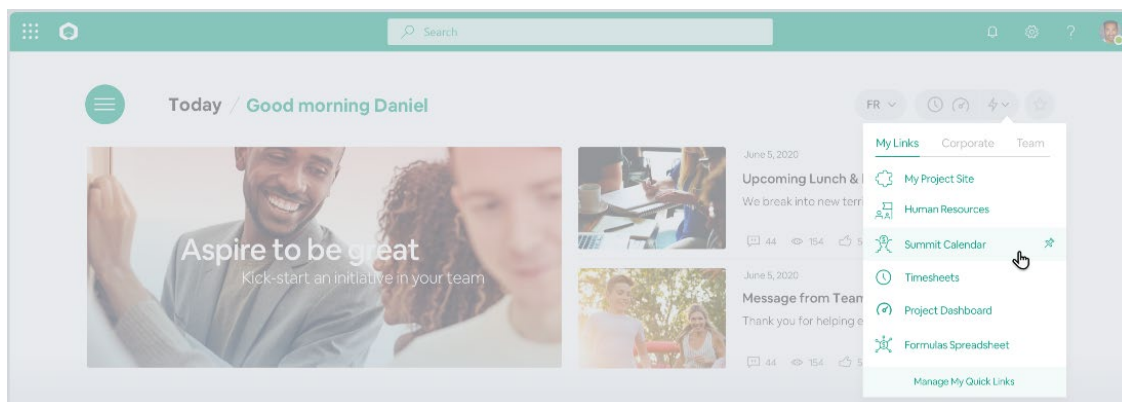 Search
Today / Good morning Daniel
FR
Aspire to be great
Kick-start an initiative in your team
June 5, 2020
Upcoming Lunch &
We break into new terr
44 154 5
June 5, 2020
Message from Team
Thank you for helping e
44 154 5
My Links Corporate Team
My Project Site
Human Resources
Summit Calendar
Timesheets
Project Dashboard
Formulas Spreadsheet
Manage My Quick Links